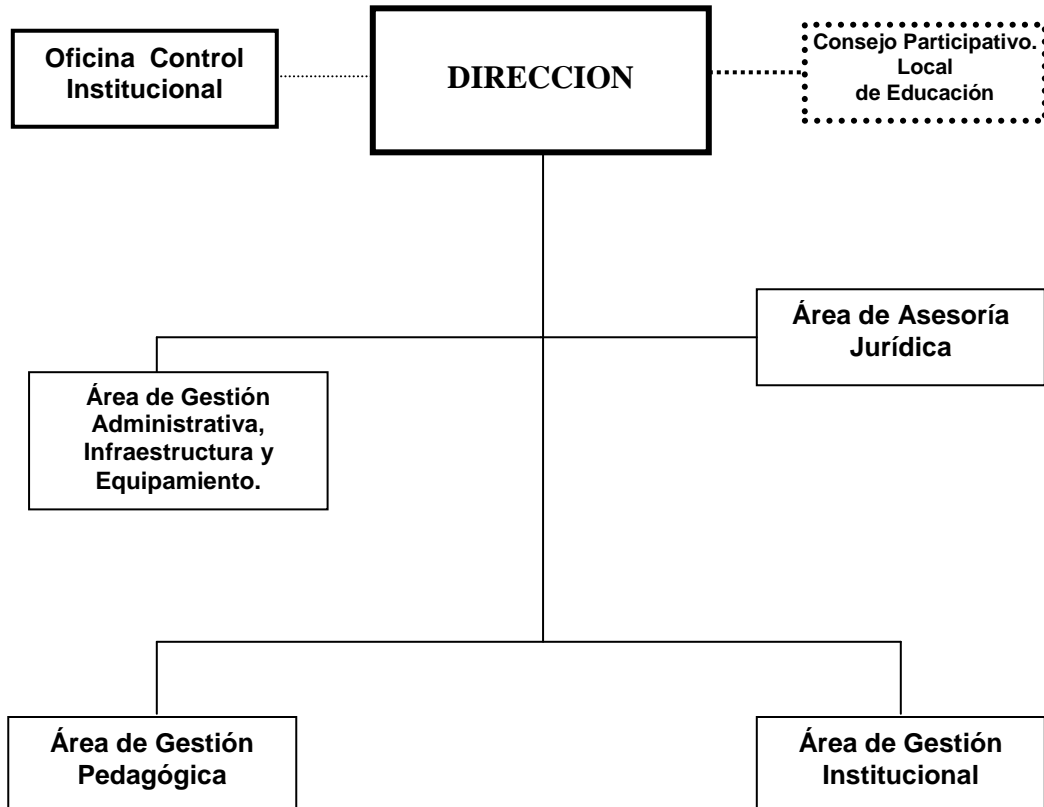 Oficina Control
Institucional
DIRECCION
Consejo Participativo.
Local
de Educación
Área de Asesoría
Jurídica
Área de Gestión
Administrativa,
Infraestructura y
Equipamiento.
Área de Gestión
Pedagógica
Área de Gestión
Institucional